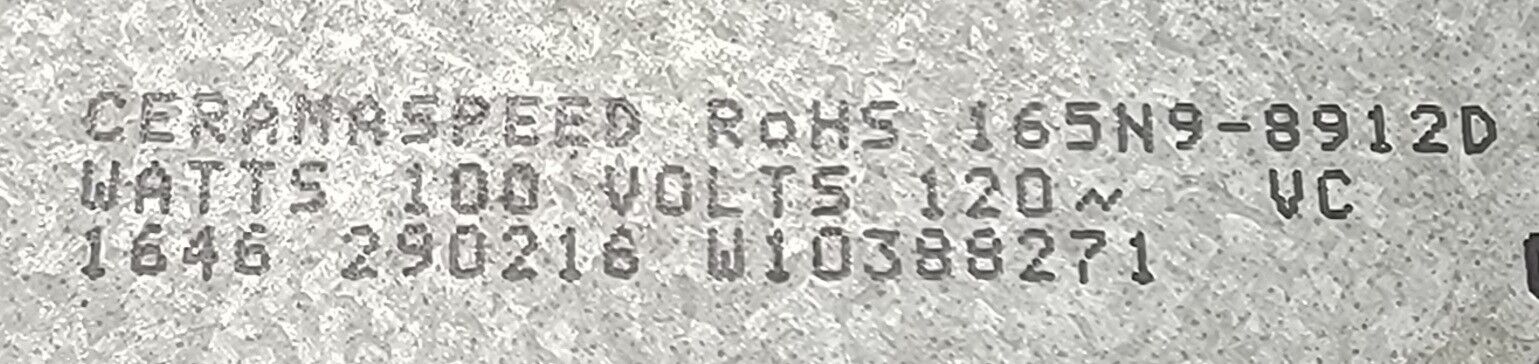 CERAMASPEED RoHS 165N9-8912D
WATTS 100 VOLTS 120~ VC
1646 290216 W10388271